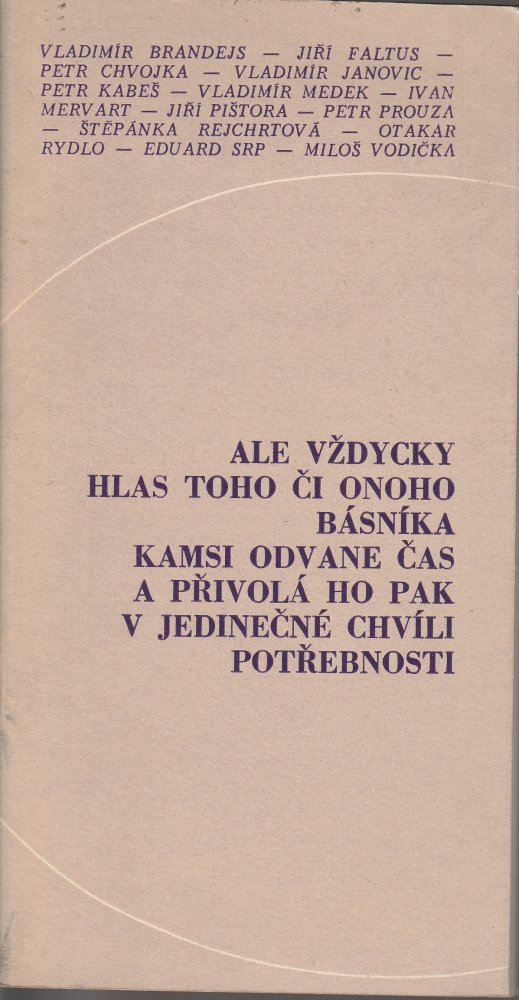 VLADIMÍR BRANDEJS — JIŘÍ FALTUS —
PETR CHVOJKA — VLADIMÍR JANOVIC —
PETR KABEŠ — VLADIMÍR MEDEK — IVAN
MERVART — JIŘÍ PIŠTORA — PETR PROUZA
— ŠTĚPÁNKA REJCHRTOVÁ — OTAKAR
RYDLO — EDUARD SRP — MILOŠ VODIČKA
ALE VŽDYCKY
HLAS TOHO ČI ONOHO
BÁSNÍKA
KAMSI ODVANE ČAS
A PŘIVOLÁ HO PAK
V JEDINEČNÉ CHVÍLI
POTŘEBNOSTI